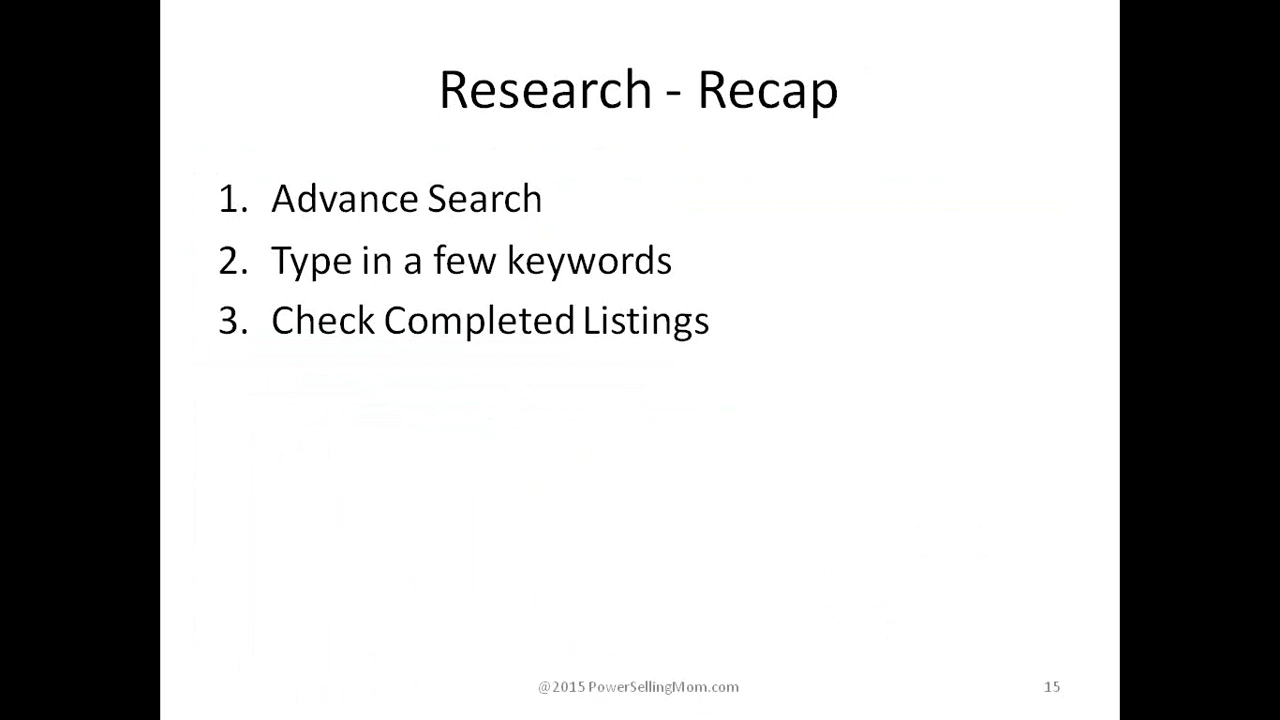 Research - Recap
1. Advance Search
2. Type in a few keywords
3. Check Completed Listings
@2015 PowerSellingMom.com
15